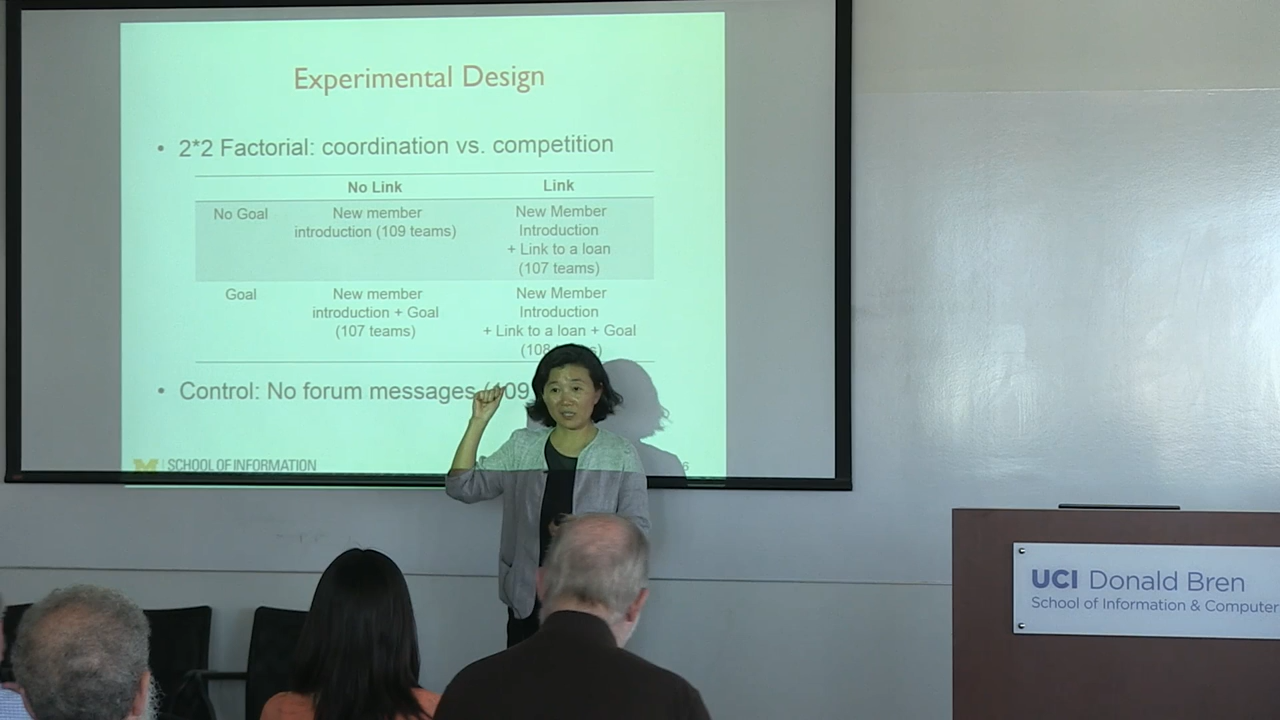 Experimental Design
• 2*2 Factorial: coordination vs. competition
No Link Link
No Goal New member New Member
introduction (109 teams) Introduction
+ Link to a loan
(107 teams)
Goal New member New Member
introduction + Goal Introduction
(107 teams) + Link to a loan + Goal
(108
• Control: No forum messages (109
M SCHOOL OF INFORMATION
UCI Donald Bren
School of Information & Computer